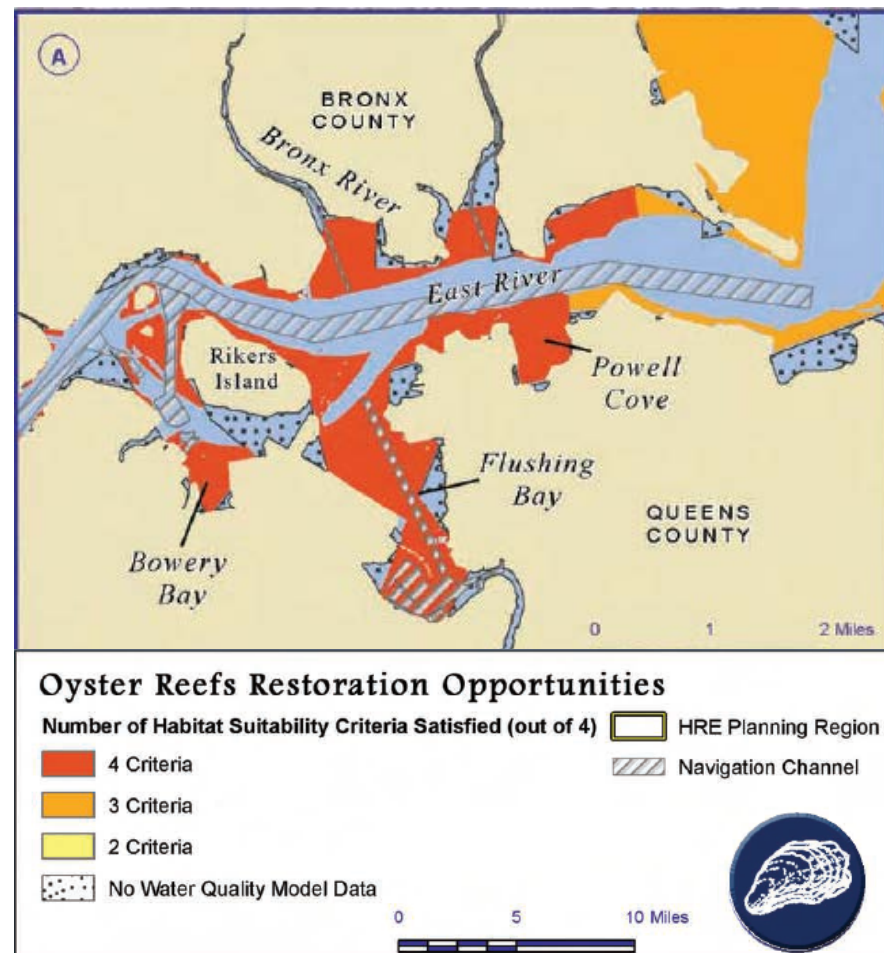 A
BRONX
COUNTY
Bronx River
East River
Rikers
Island
Powell
Cove
Flushing
Bay
QUEENS
COUNTY
Bowery
Bay
0 1 2 Miles
Oyster Reefs Restoration Opportunities
Number of Habitat Suitability Criteria Satisfied (out of 4)
HRE Planning Region
4 Criteria
Navigation Channel
3 Criteria
2 Criteria
No Water Quality Model Data
0 5 10 Miles